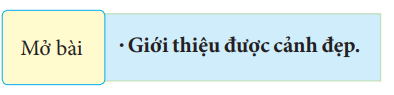 Mở bài
· Giới thiệu được cảnh đẹp.